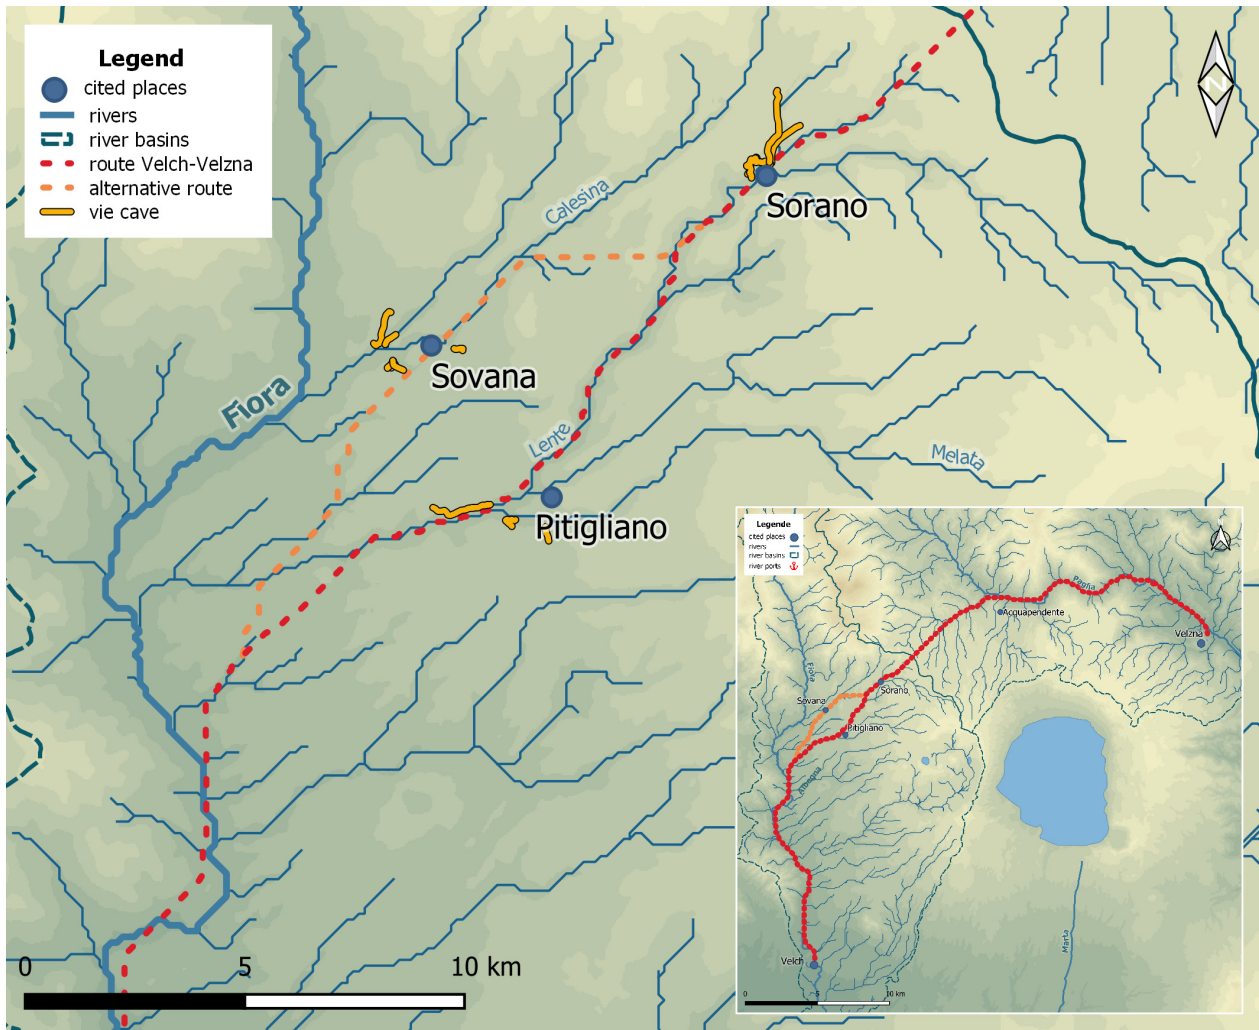 Legend
cited places
rivers
river basins
route Velch-Velzna
alternative route
vie cave
N
Calesina
Sorano
Sovana
Fiora
Lente
Melata
Pitigliano
0 5 10 km
Legende
cited places
rivers
river basins
river ports
Paglia
Acquapendente
Velzna
Fiora
Sorano
Sovana
Pitigliano
Albegna
Marta
Velch
0 5 10 km